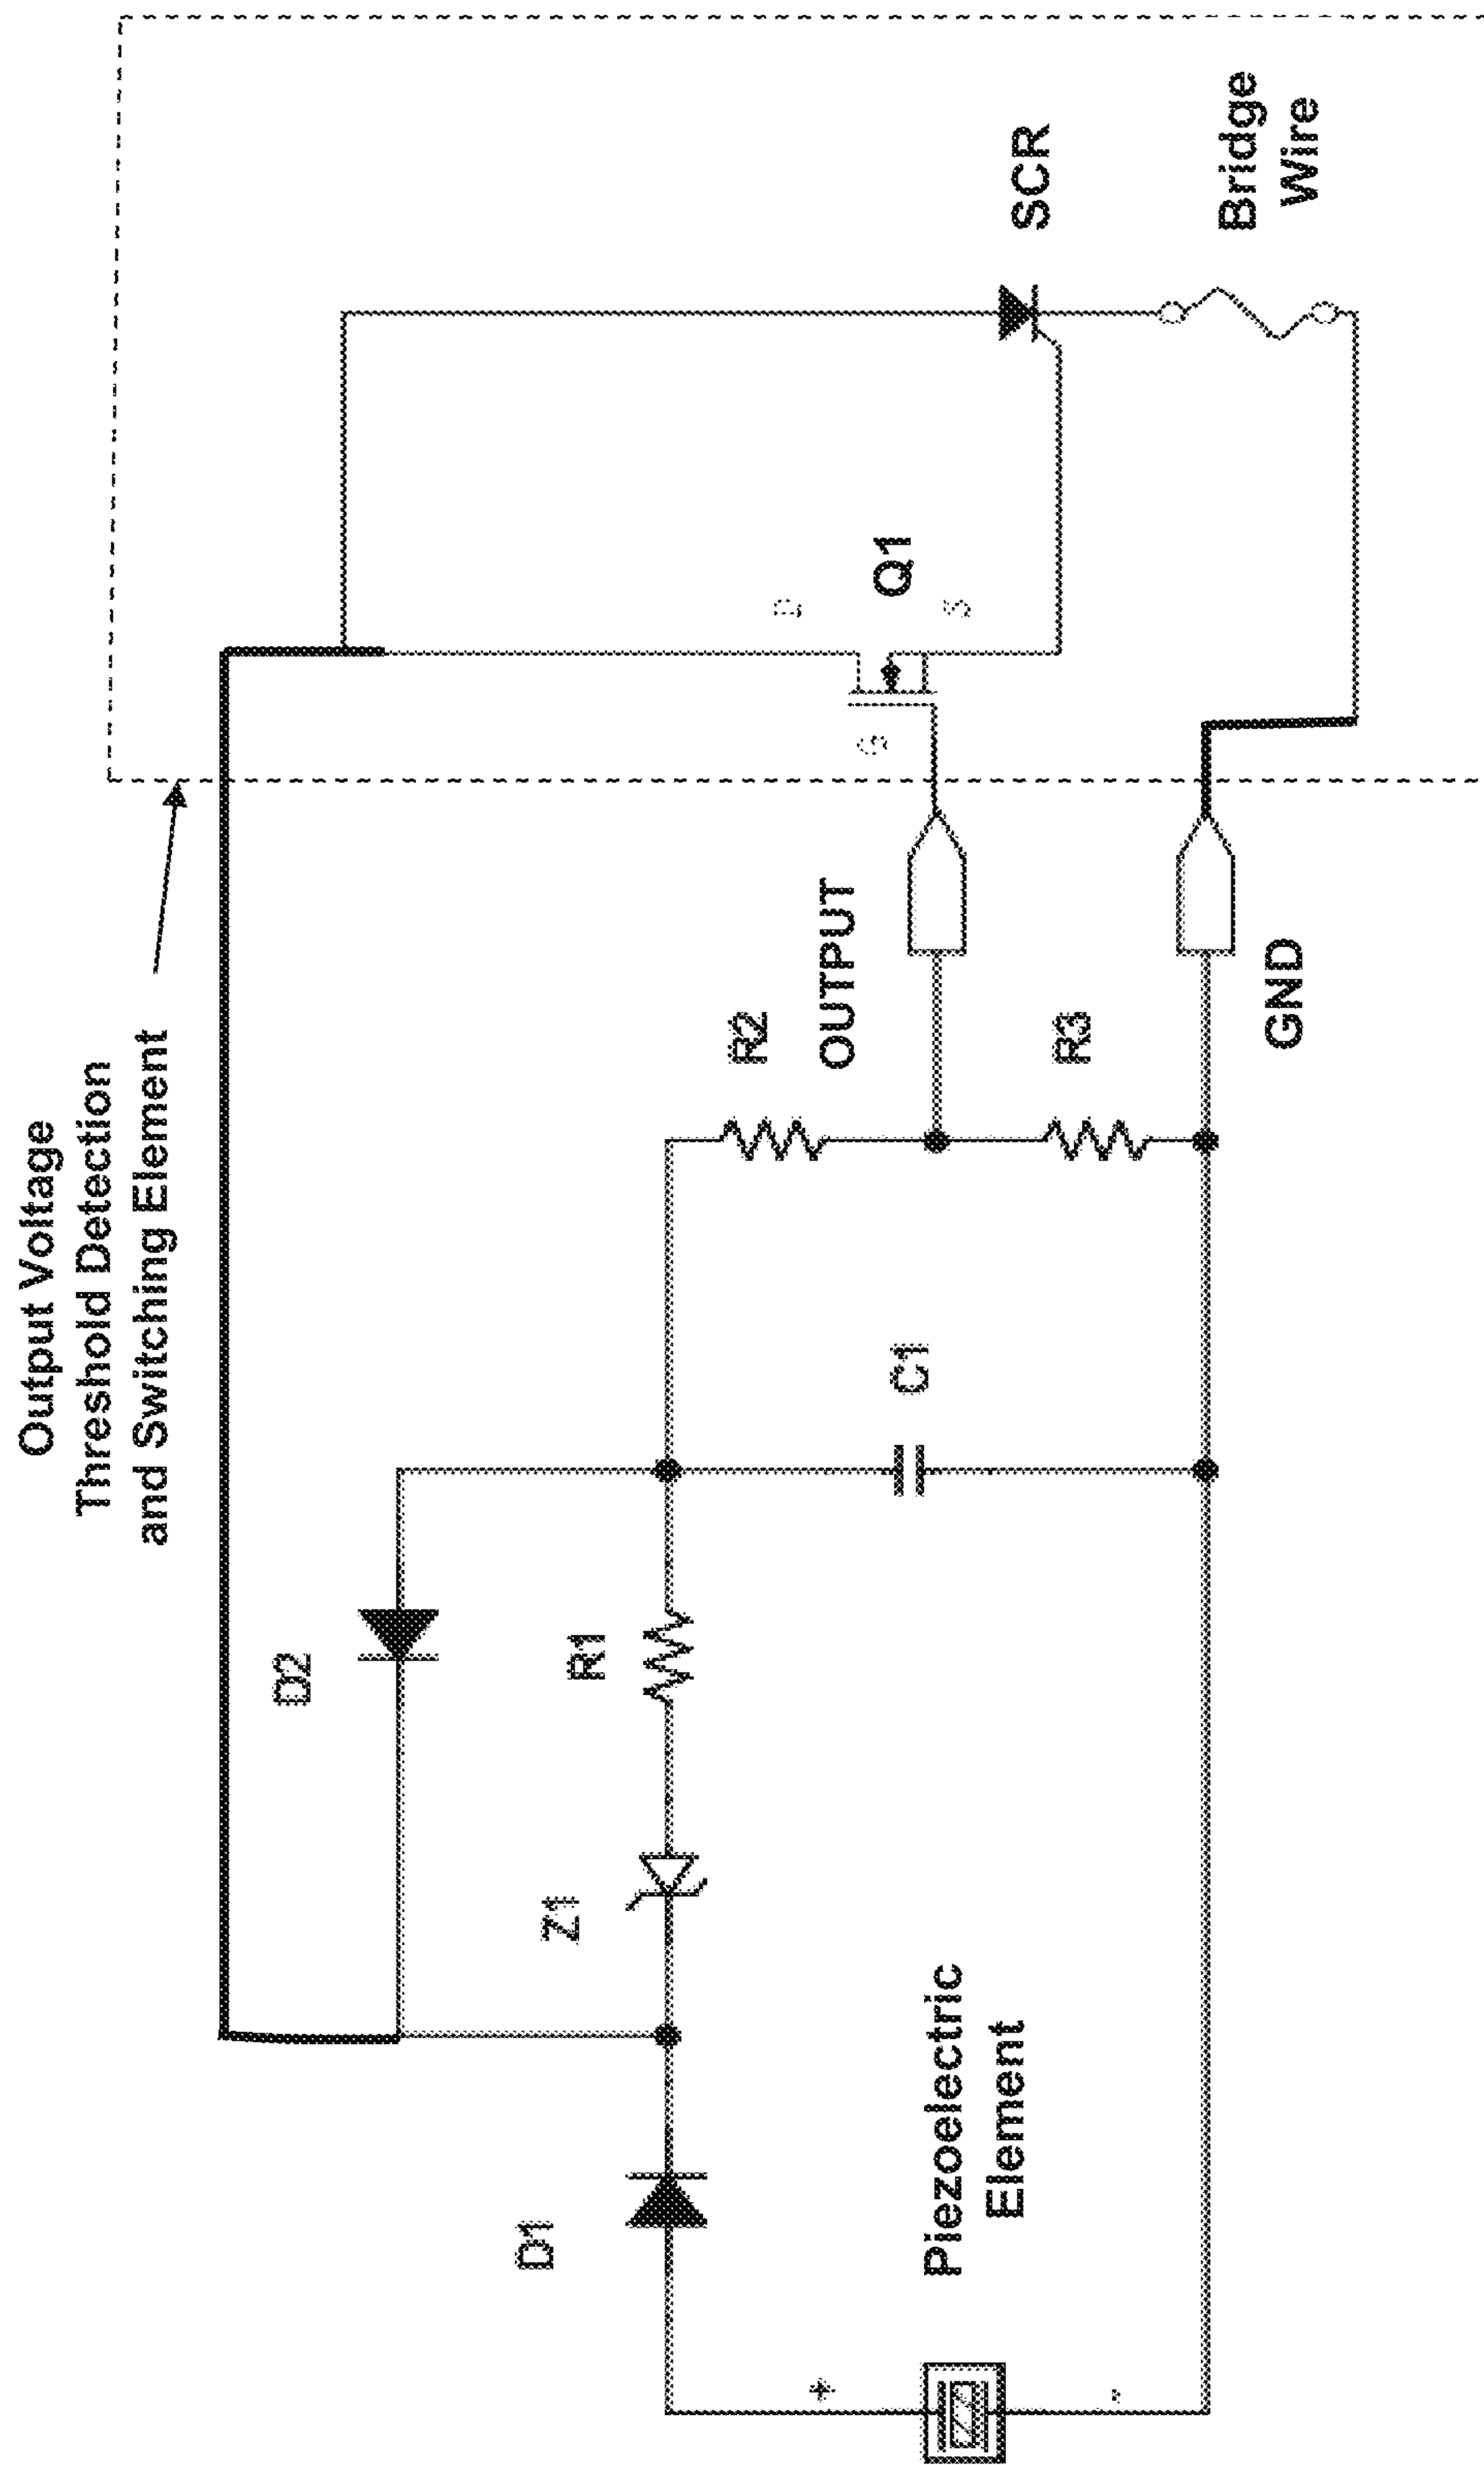 Output Voltage
Threshold Detection
and Switching Element
D2
D1
Z1
R1
C1
R2
R3
OUTPUT
GND
Piezoelectric
Element
+
-
D
G
S
Q1
SCR
Bridge
Wire